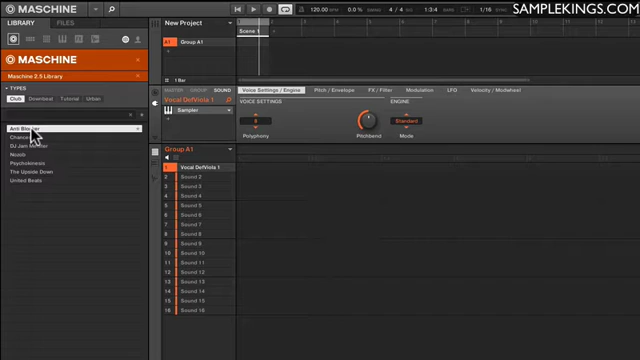 SAMPLEKINGS.COM
120.00 BPM
4 / 4 SIG
1:3:4
1/16 SYNC
LIBRARY
FILES
MASCHINE
Maschine 2.5 Library
TYPES
Club
Downbeat
Tutorial
Urban
Anti Blocker
DJ Jam Monster
Noizlb
Psychokinesis
The Upside Down
United Beats
New Project
Scene 1
A1
Group A1
1 Bar
MASTER
GROUP
SOUND
Vocal DefViola 1
Sampler
Voice Settings / Engine
Pitch / Envelope
FX / Filter
Modulation
LFO
Velocity / Modwheel
VOICE SETTINGS
ENGINE
8
Standard
Polyphony
Pitchbend
Mode
Group A1
1 Vocal DefViola 1
2 Sound 2
3 Sound 3
4 Sound 4
5 Sound 5
6 Sound 6
7 Sound 7
8 Sound 8
9 Sound 9
10 Sound 10
11 Sound 11
12 Sound 12
13 Sound 13
14 Sound 14
15 Sound 15
16 Sound 16